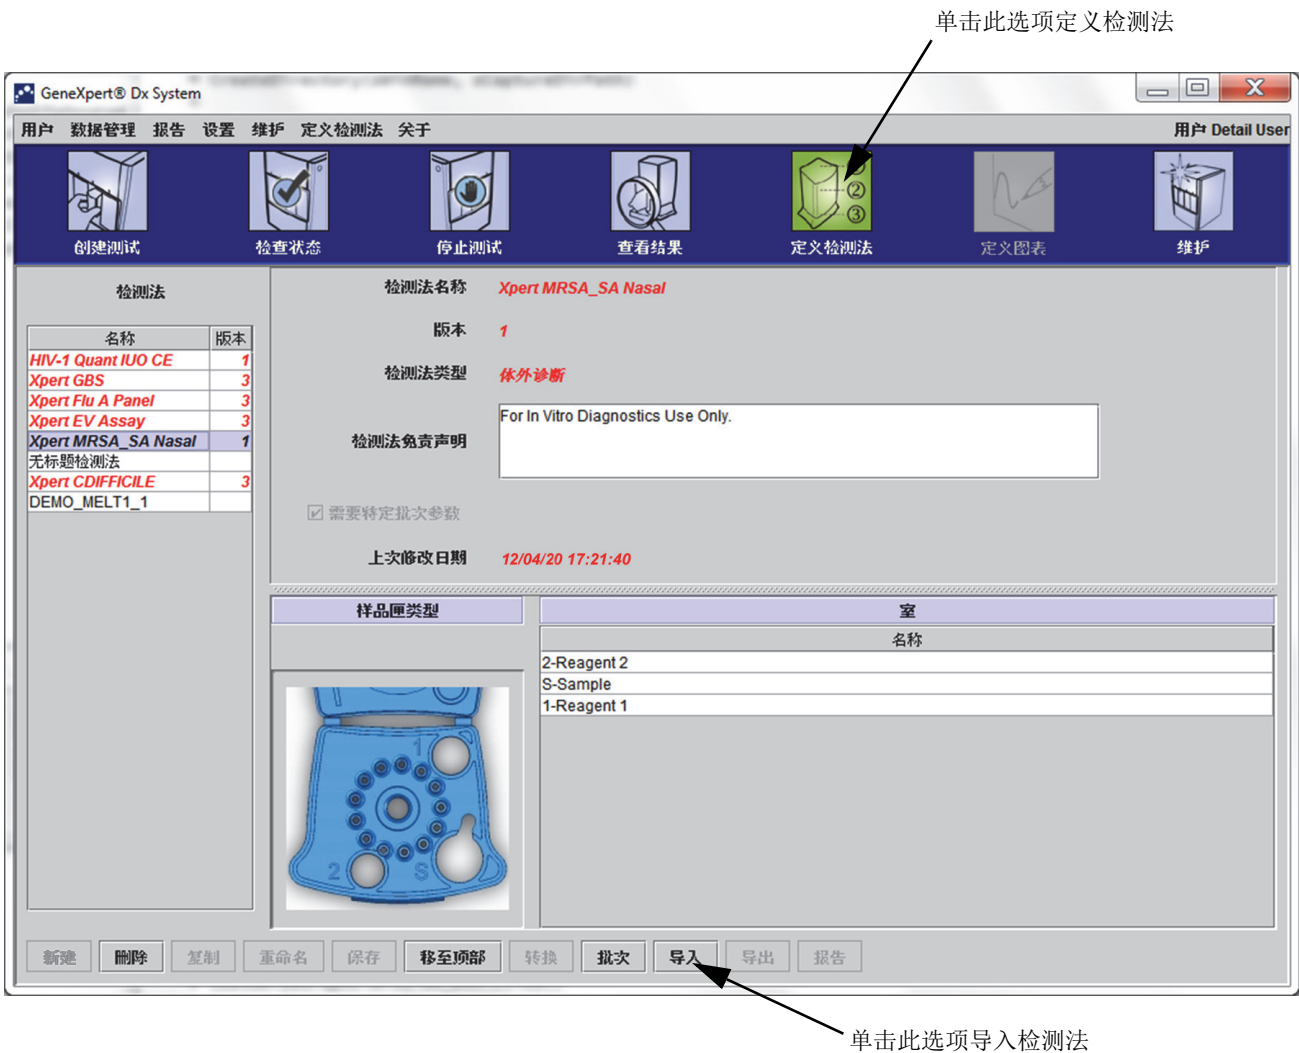 单击此选项定义检测法
GeneXpert® Dx System
用户 数据管理 报告 设置 维护 定义检测法 关于 用户 Detail User
创建测试 检查状态 停止测试 查看结果 定义检测法 定义图表 维护
检测法
名称 版本
HIV-1 Quant IUO CE 1
Xpert GBS 3
Xpert Flu A Panel 3
Xpert EV Assay 3
Xpert MRSA_SA Nasal 1
无标题检测法
Xpert CDIFFICILE 3
DEMO_MELT1_1
检测法名称 Xpert MRSA_SA Nasal
版本 1
检测法类型 体外诊断
检测法免责声明 For In Vitro Diagnostics Use Only.
需要特定批次参数
上次修改日期 12/04/20 17:21:40
样品匣类型
1
2 S
室
名称
2-Reagent 2
S-Sample
1-Reagent 1
新建 删除 复制 重命名 保存 移至顶部 转换 批次 导入 导出 报告
单击此选项导入检测法